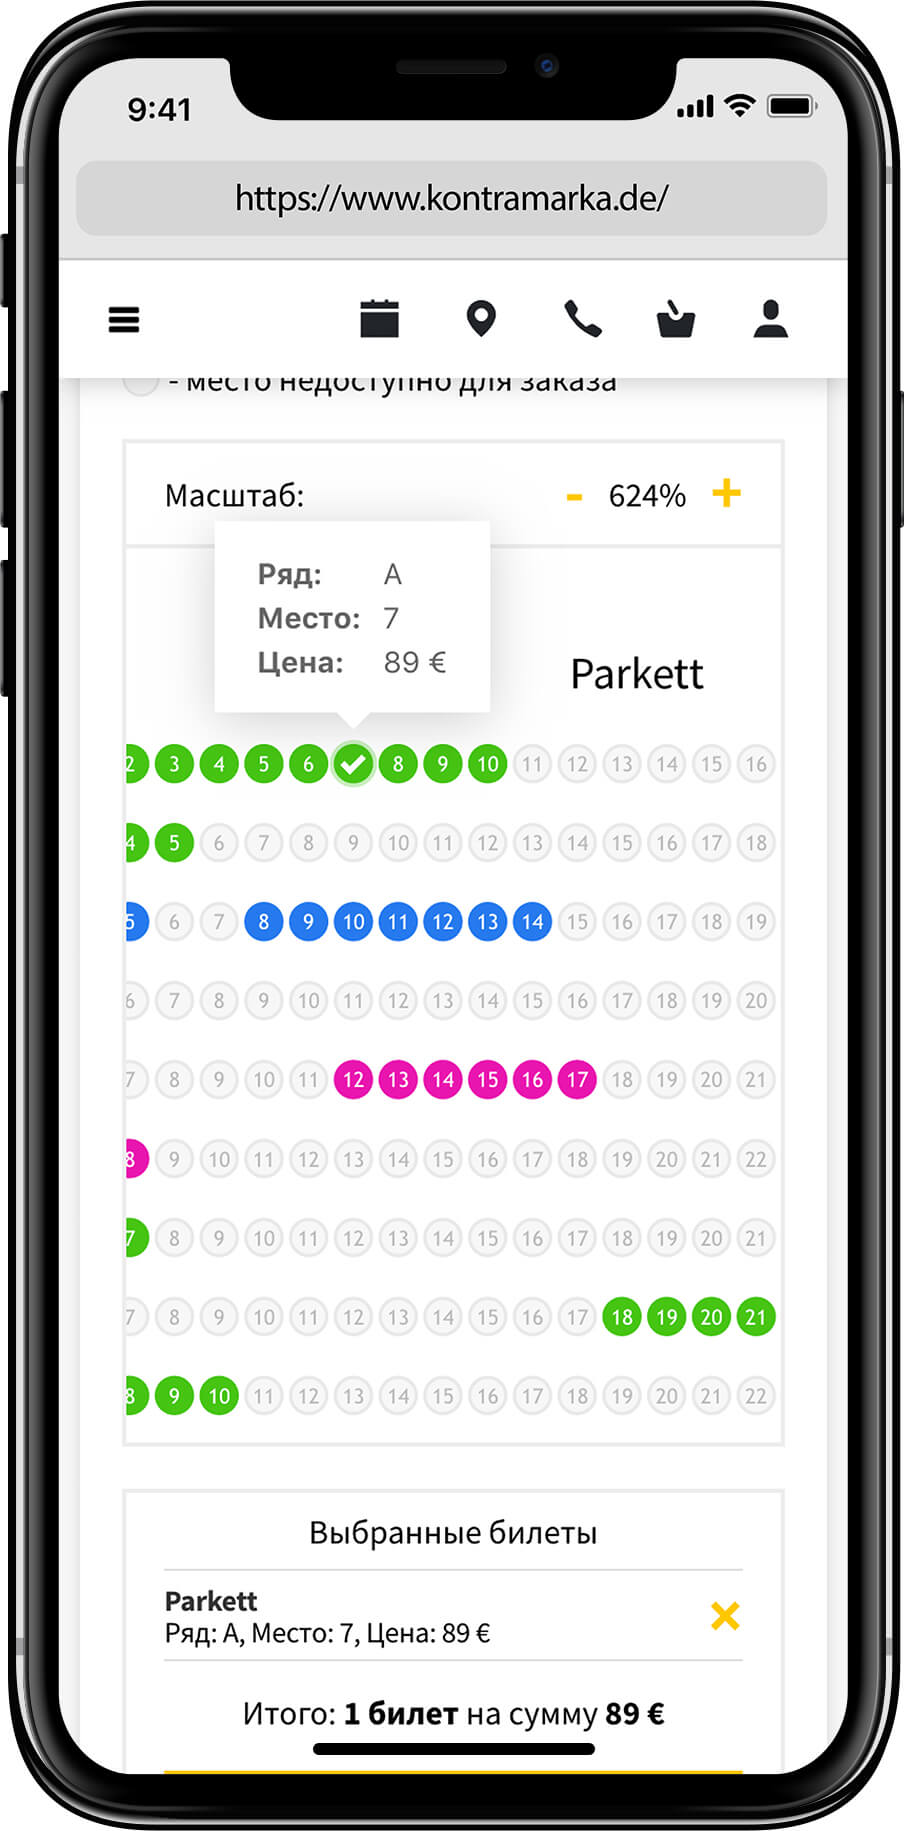 9:41
https://www.kontramarka.de/
- место недоступно для заказа
Масштаб: - 624% +
Ряд: A
Место: 7
Цена: 89 €
Parkett
2 3 4 5 6 8 9 10 11 12 13 14 15 16
4 5 6 7 8 9 10 11 12 13 14 15 16 17 18
5 6 7 8 9 10 11 12 13 14 15 16 17 18 19
6 7 8 9 10 11 12 13 14 15 16 17 18 19 20
7 8 9 10 11 12 13 14 15 16 17 18 19 20 21
8 9 10 11 12 13 14 15 16 17 18 19 20 21 22
7 8 9 10 11 12 13 14 15 16 17 18 19 20 21
7 8 9 10 11 12 13 14 15 16 17 18 19 20 21
8 9 10 11 12 13 14 15 16 17 18 19 20 21 22
Выбранные билеты
Parkett
Ряд: A, Место: 7, Цена: 89 €
Итого: 1 билет на сумму 89 €